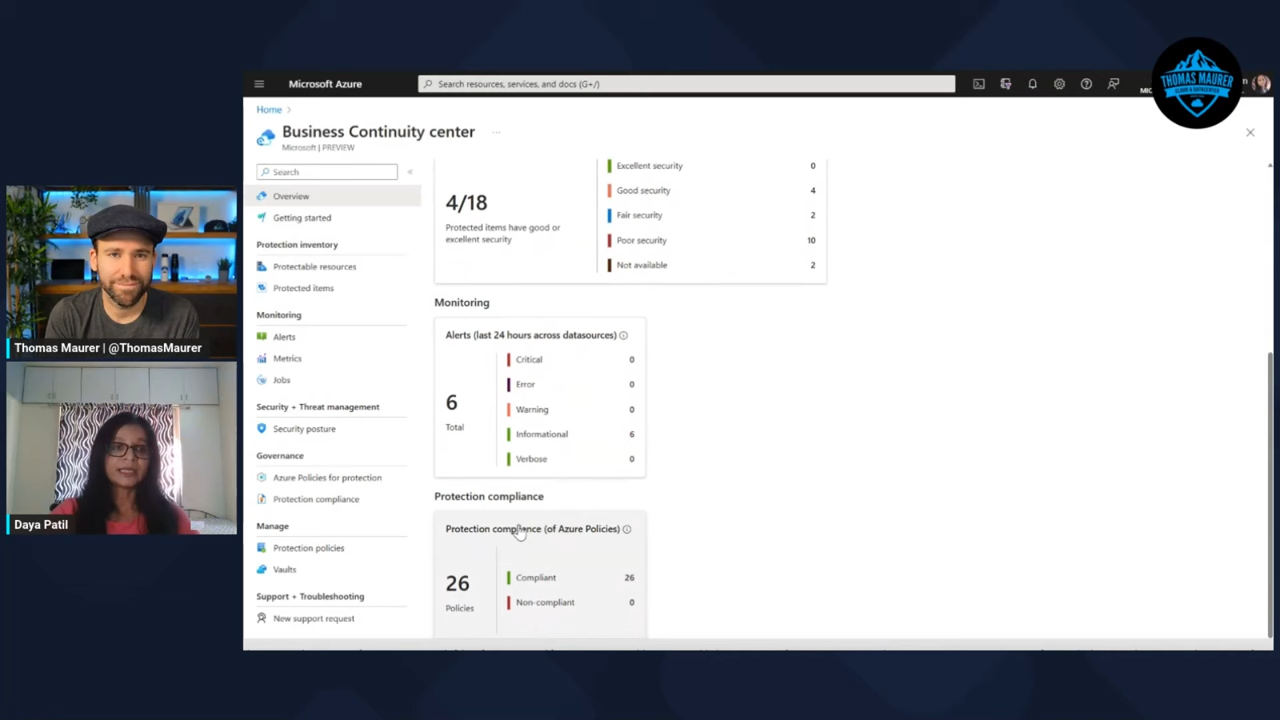 THOMAS MAURER
CLOUD & DATACENTER
Microsoft Azure
Search resources, services, and docs (G+/)
Home
Business Continuity center
Microsoft | PREVIEW
Search
Overview
Getting started
Protection inventory
Protectable resources
Protected items
Monitoring
Alerts
Metrics
Jobs
Security + Threat management
Security posture
Governance
Azure Policies for protection
Protection compliance
Manage
Protection policies
Vaults
Support + Troubleshooting
New support request
4/18
Protected items have good or
excellent security
Excellent security 0
Good security 4
Fair security 2
Poor security 10
Not available 2
Monitoring
Alerts (last 24 hours across datasources)
6
Total
Critical 0
Error 0
Warning 0
Informational 6
Verbose 0
Protection compliance
Protection compliance (of Azure Policies)
26
Policies
Compliant 26
Non-compliant 0
Thomas Maurer | @ThomasMaurer
Daya Patil